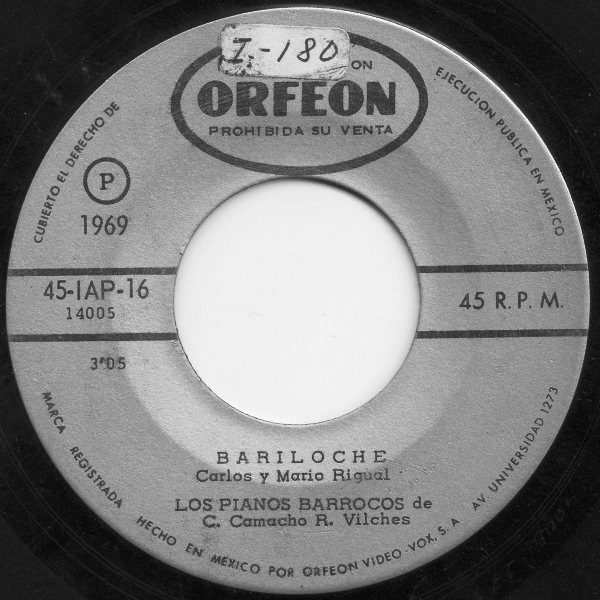 I-180
ON
ORFEON
PROHIBIDA SU VENTA
CUBIERTO EL DERECHO DE
EJECUCION PUBLICA EN MEXICO
P
1969
45-IAP-16
14005
45 R.P.M.
3'05
BARILOCHE
Carlos y Mario Rigual
LOS PIANOS BARROCOS de
C. Camacho R. Vilches
MARCA REGISTRADA HECHO EN MEXICO POR ORFEON VIDEO-VOX, S.A. AV. UNIVERSIDAD 1273